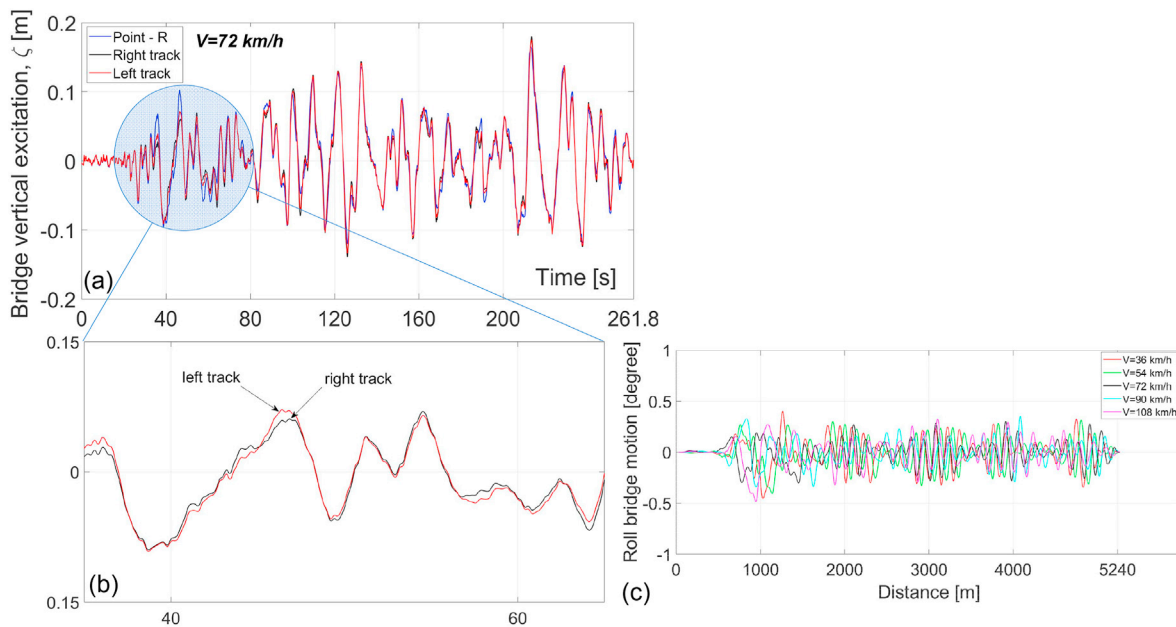 Bridge vertical excitation, ζ [m]
0.2
0.1
0
-0.1
-0.2
Point - R
Right track
Left track
V=72 km/h
(a)
Time [s]
0 40 80 120 160 200 261.8
0.15
0
0.15
left track
right track
(b)
40 60
Roll bridge motion [degree]
1
0.5
0
-0.5
-1
V=36 km/h
V=54 km/h
V=72 km/h
V=90 km/h
V=108 km/h
0 1000 2000 3000 4000 5240
(c)
Distance [m]